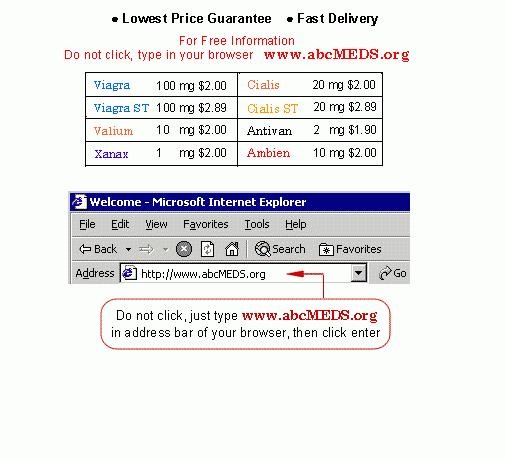 ● Lowest Price Guarantee ● Fast Delivery
For Free Information
Do not click, type in your browser www.abcMEDS.org
Viagra 100 mg $2.00 Cialis 20 mg $2.00
Viagra ST 100 mg $2.89 Cialis ST 20 mg $2.89
Valium 10 mg $2.00 Antivan 2 mg $1.90
Xanax 1 mg $2.00 Ambien 10 mg $2.00
Welcome - Microsoft Internet Explorer
File Edit View Favorites Tools Help
Back Search Favorites
Address http://www.abcMEDS.org Go
Do not click, just type www.abcMEDS.org
in address bar of your browser, then click enter